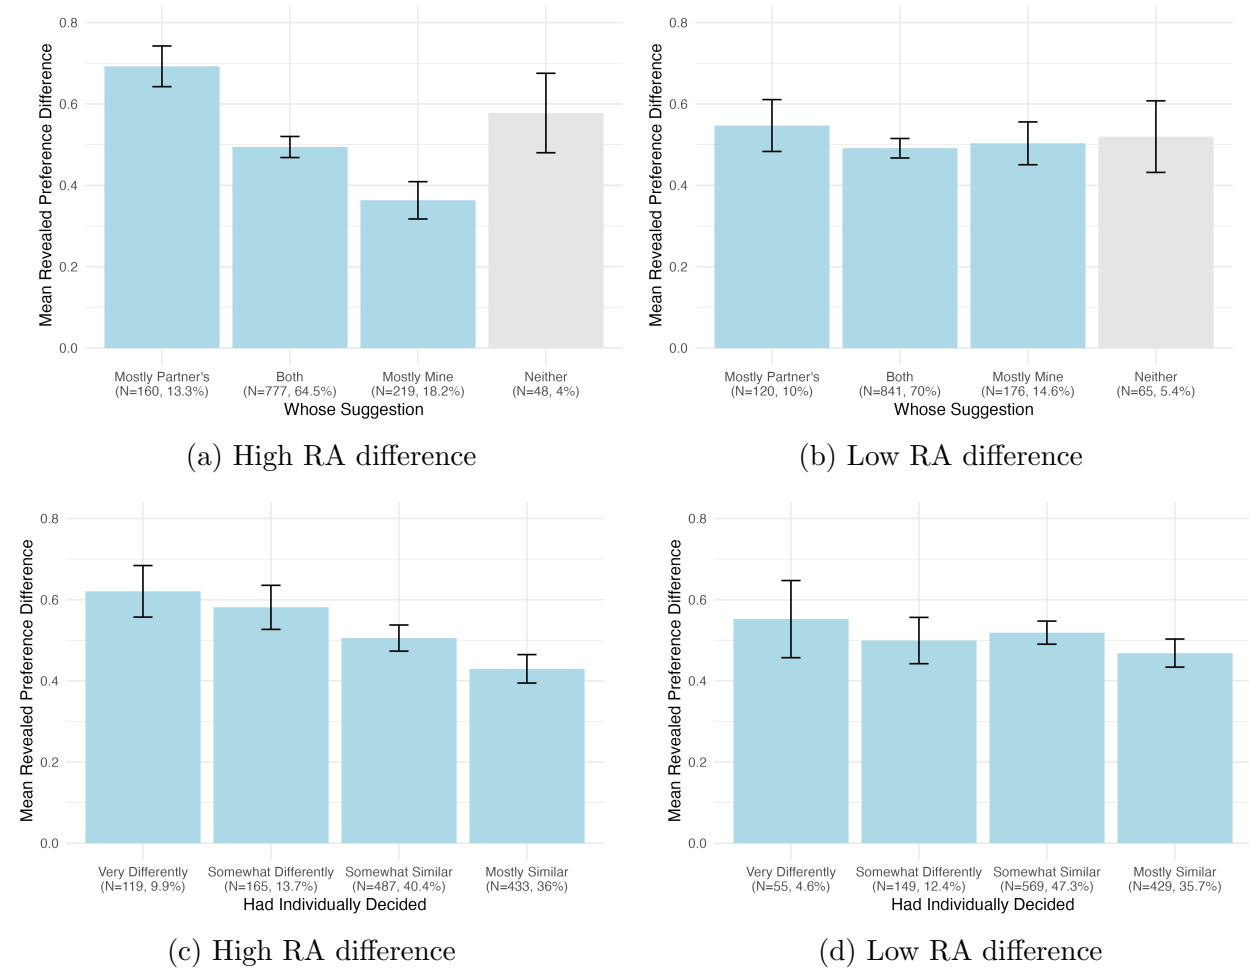 Mean Revealed Preference Difference
0.8
0.6
0.4
0.2
0.0
Mostly Partner's
(N=160, 13.3%)
Both
(N=777, 64.5%)
Mostly Mine
(N=219, 18.2%)
Neither
(N=48, 4%)
Whose Suggestion
(a) High RA difference
Mean Revealed Preference Difference
0.8
0.6
0.4
0.2
0.0
Mostly Partner's
(N=120, 10%)
Both
(N=841, 70%)
Mostly Mine
(N=176, 14.6%)
Neither
(N=65, 5.4%)
Whose Suggestion
(b) Low RA difference
Mean Revealed Preference Difference
0.8
0.6
0.4
0.2
0.0
Very Differently
(N=119, 9.9%)
Somewhat Differently
(N=165, 13.7%)
Somewhat Similar
(N=487, 40.4%)
Mostly Similar
(N=433, 36%)
Had Individually Decided
(c) High RA difference
Mean Revealed Preference Difference
0.8
0.6
0.4
0.2
0.0
Very Differently
(N=55, 4.6%)
Somewhat Differently
(N=149, 12.4%)
Somewhat Similar
(N=569, 47.3%)
Mostly Similar
(N=429, 35.7%)
Had Individually Decided
(d) Low RA difference